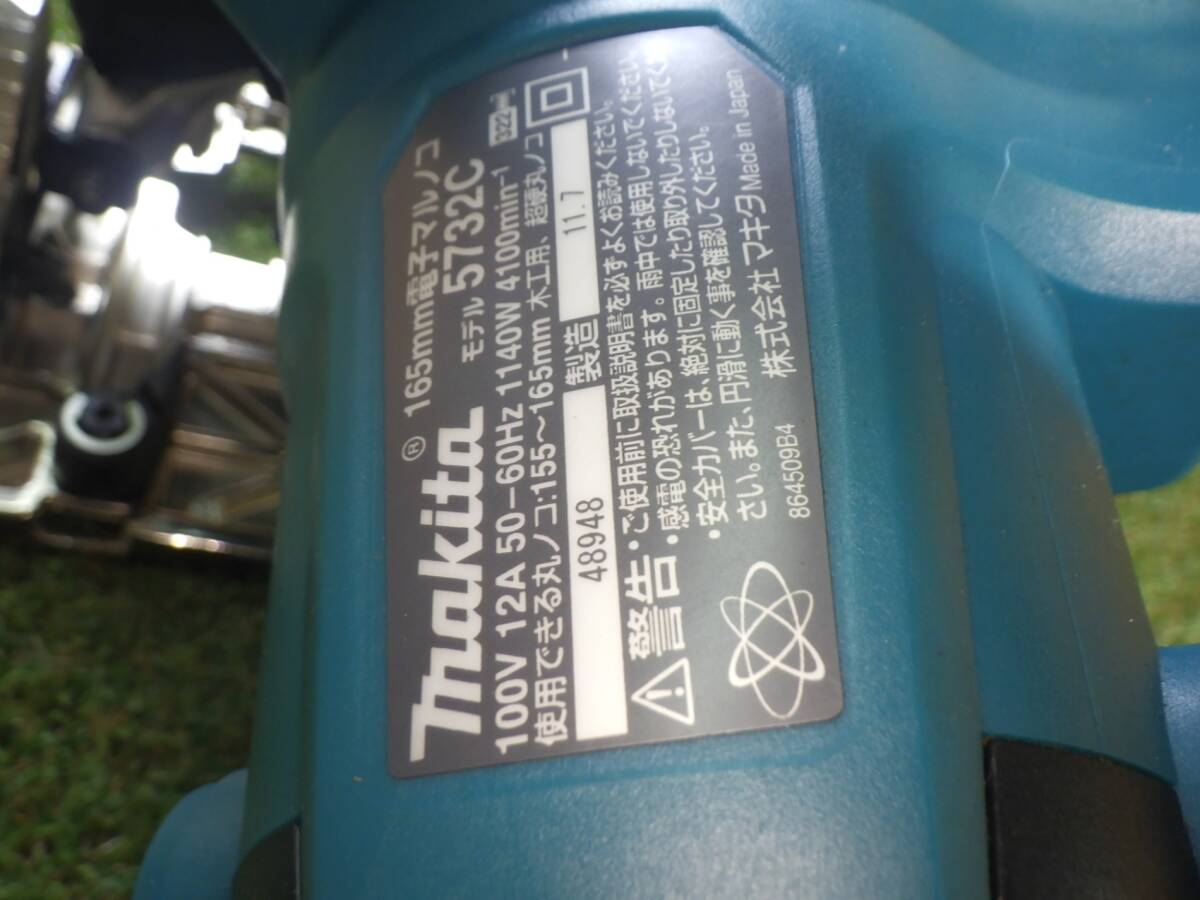 makita® 165mm電子マルノコ
モデル 5732C
100V 12A 50-60Hz 1140W 4100min⁻¹
使用できる丸ノコ:155〜165mm 木工用、超硬丸ノコ
48948 製造 11.7
警告・ご使用前に取扱説明書を必ずよくお読みください。
・感電の恐れがあります。雨中では使用しないでください
・安全カバーは、絶対に固定したり取り外したりしないでくだ
さい。また、円滑に動く事を確認してください。
864509B4 株式会社 マキタ Made in Japan